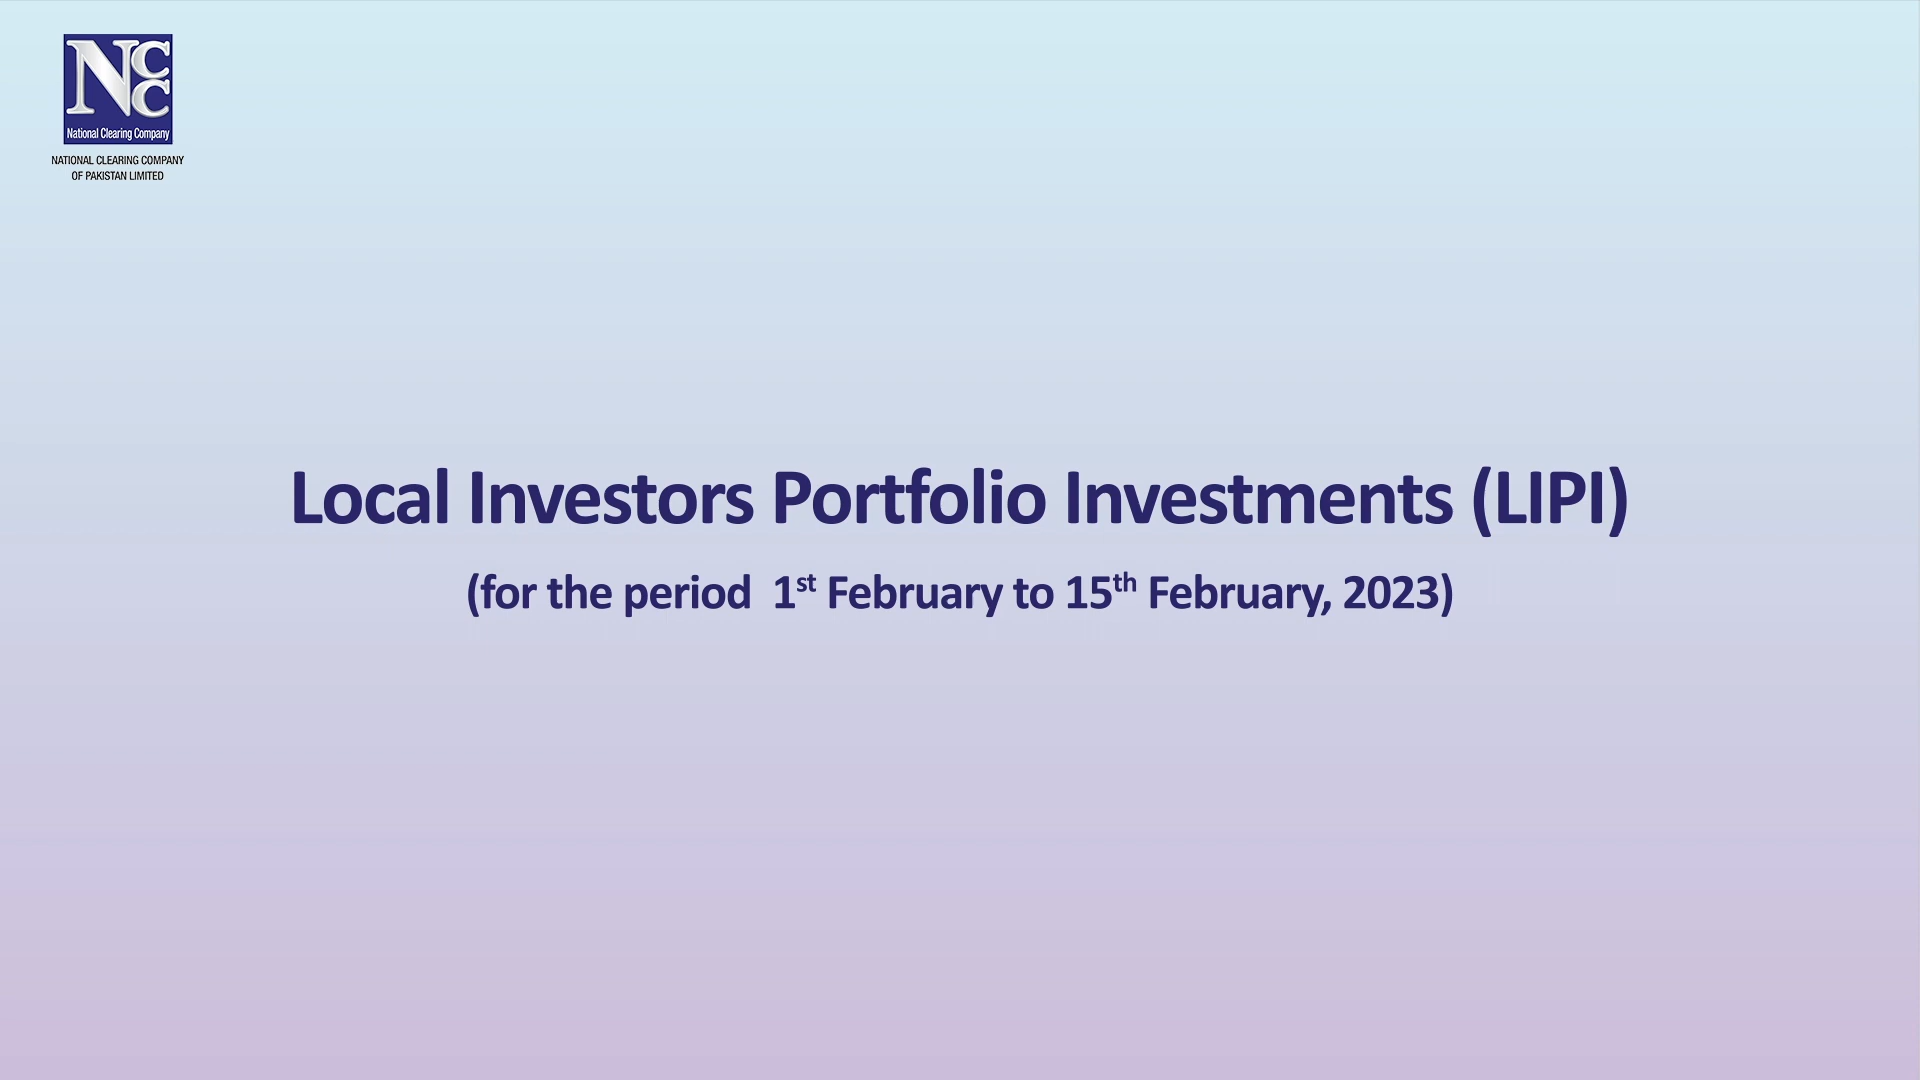 NCC
National Clearing Company
NATIONAL CLEARING COMPANY
OF PAKISTAN LIMITED
Local Investors Portfolio Investments (LIPI)
(for the period 1st February to 15th February, 2023)